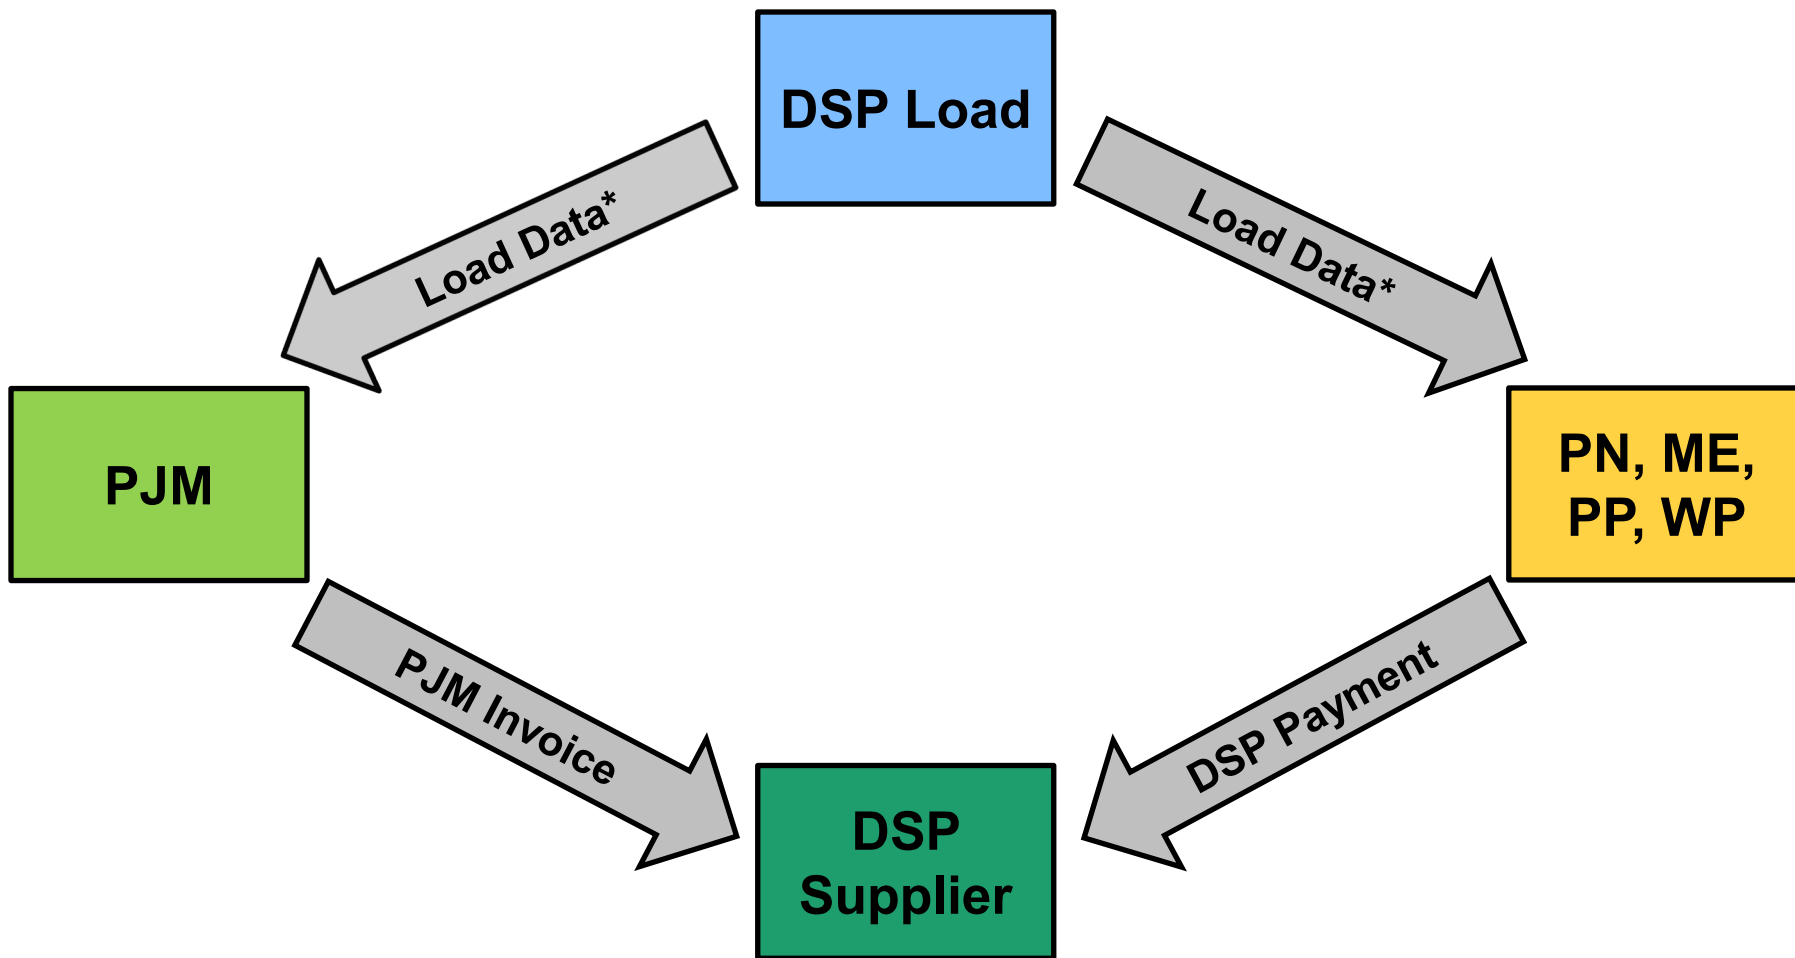 DSP Load
Load Data*
Load Data*
PJM
PN, ME,
PP, WP
PJM Invoice
DSP Payment
DSP
Supplier